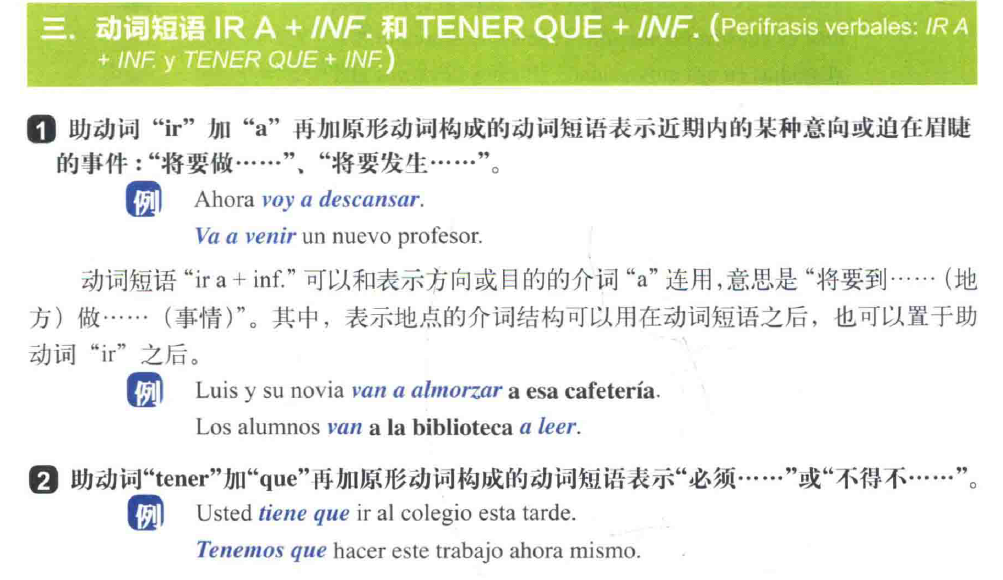 三. 动词短语 IR A + INF. 和 TENER QUE + INF. (Perífrasis verbales: IR A
+ INF. y TENER QUE + INF.)
1 助动词“ir”加“a”再加原形动词构成的动词短语表示近期内的某种意向或迫在眉睫
的事件：“将要做……”、“将要发生……”。
例 Ahora voy a descansar.
Va a venir un nuevo profesor.
动词短语“ir a + inf.”可以和表示方向或目的的介词“a”连用，意思是“将要到……（地
方）做……（事情）”。其中，表示地点的介词结构可以用在动词短语之后，也可以置于助
动词“ir”之后。
例 Luis y su novia van a almorzar a esa cafetería.
Los alumnos van a la biblioteca a leer.
2 助动词“tener”加“que”再加原形动词构成的动词短语表示“必须……”或“不得不……”。
例 Usted tiene que ir al colegio esta tarde.
Tenemos que hacer este trabajo ahora mismo.